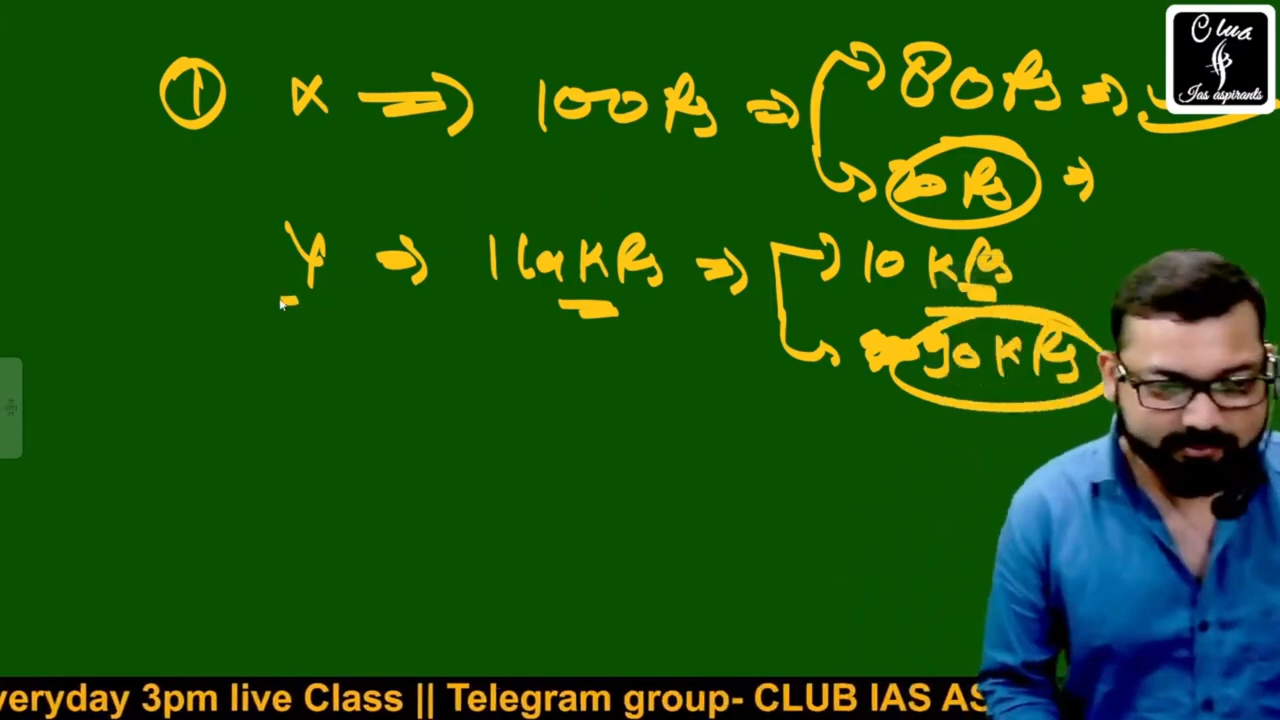 ① X ⇒ 100 Rs ⇒ 80 Rs ⇒
20 Rs ⇒
Y ⇒ 1 lakh Rs ⇒ 10 K Rs
90 K Rs
Club
Ias aspirants
veryday 3pm live Class || Telegram group- CLUB IAS AS